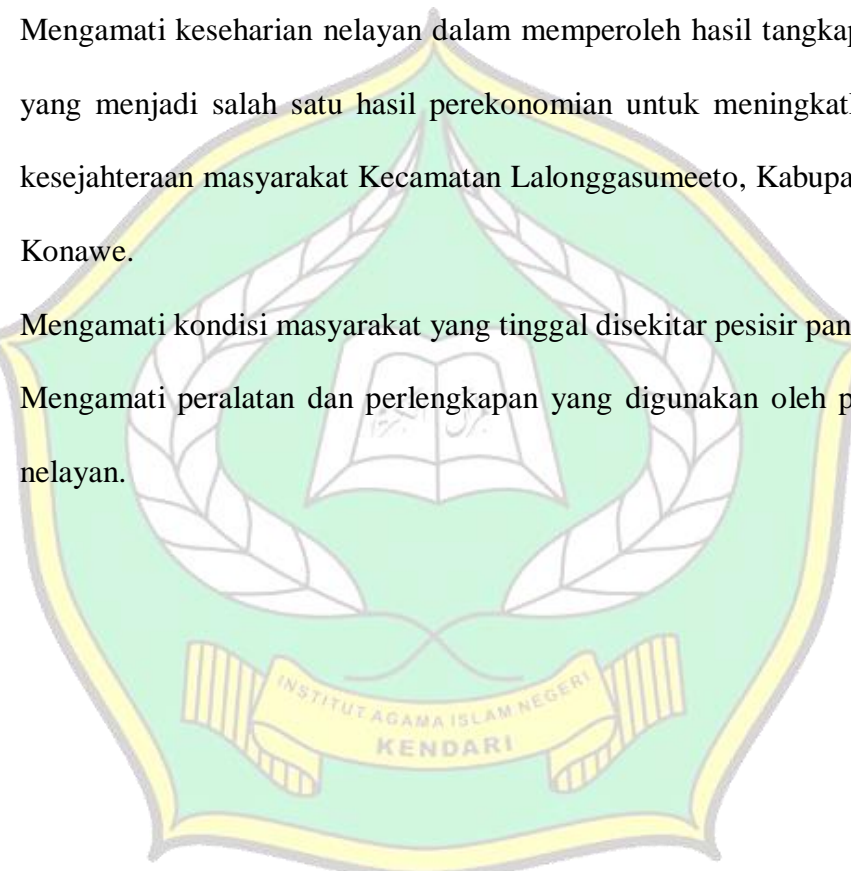 Mengamati keseharian nelayan dalam memperoleh hasil tangkap
yang menjadi salah satu hasil perekonomian untuk meningkat
kesejahteraan masyarakat Kecamatan Lalonggasumeeto, Kabupa
Konawe.
Mengamati kondisi masyarakat yang tinggal disekitar pesisir pan
Mengamati peralatan dan perlengkapan yang digunakan oleh p
nelayan.
INSTITUT AGAMA ISLAM NEGERI
KENDARI